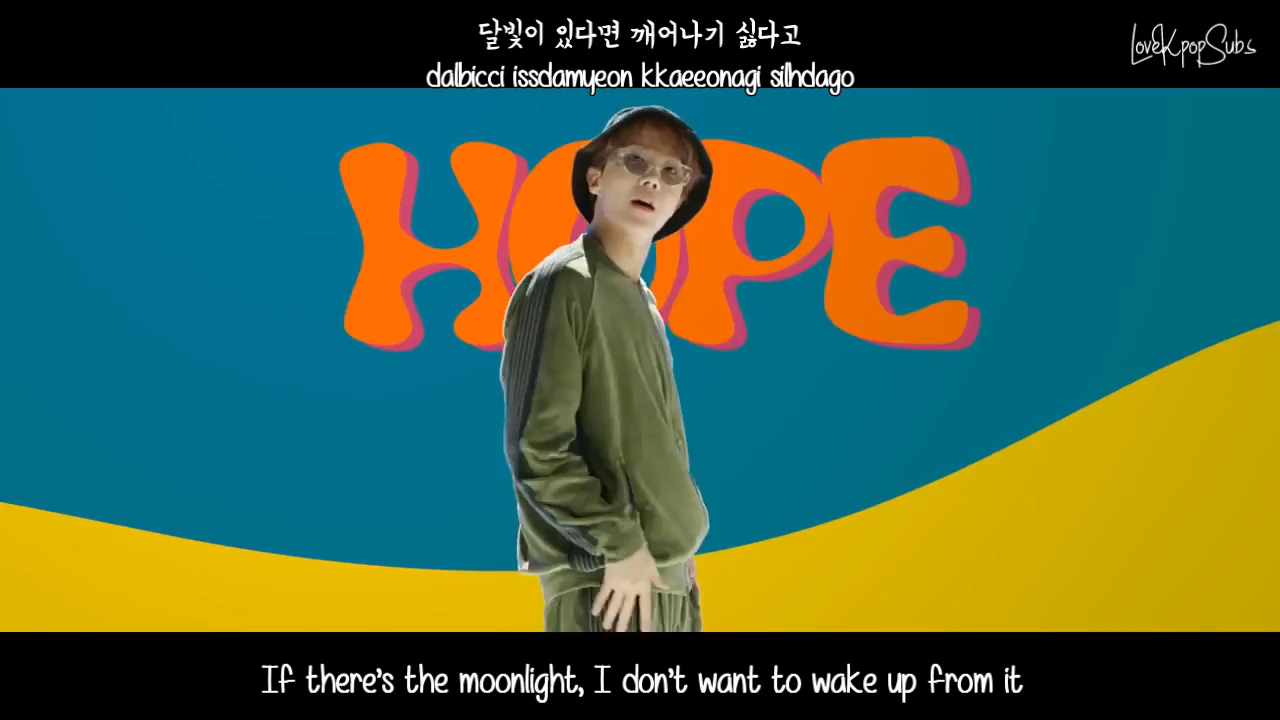 달빛이 있다면 깨어나기 싫다고
dalbicci issdamyeon kkaeeonagi silhdago
LoveKpopSubs
HOPE
If there's the moonlight, I don't want to wake up from it